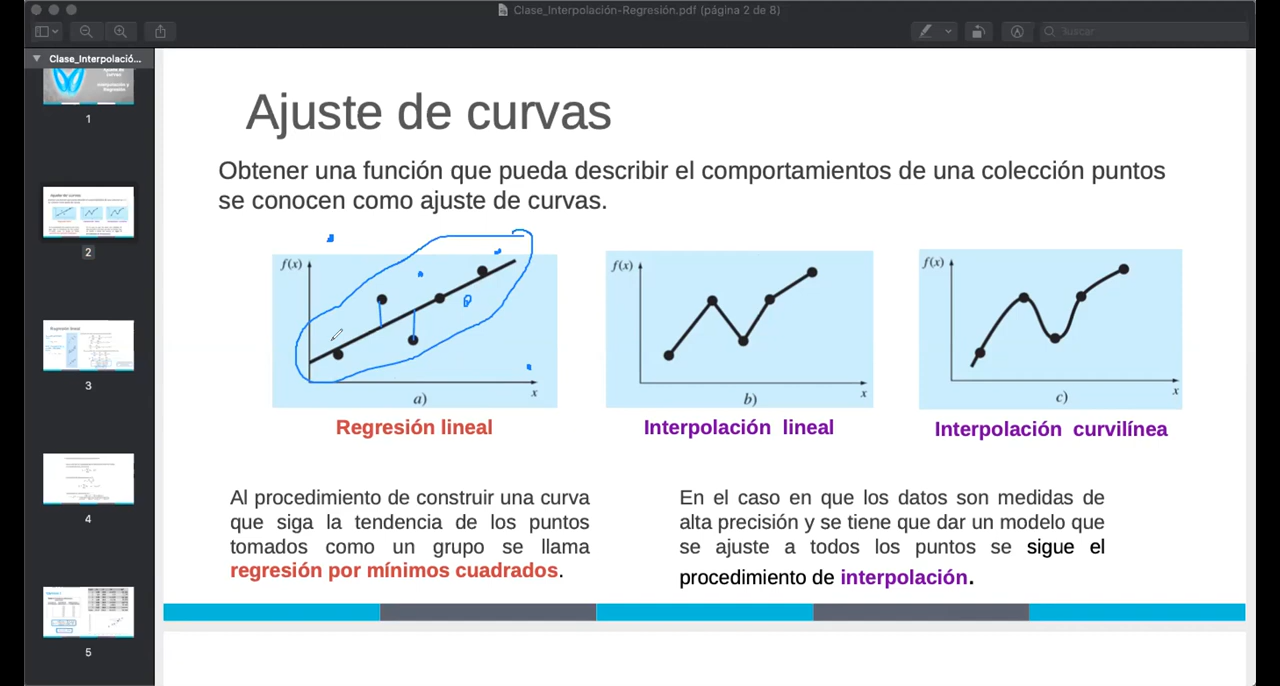 Clase_Interpolación-Regresión.pdf (página 2 de 8)
Buscar
Clase_Interpolació...
1
2
3
4
5
Ajuste de curvas
Obtener una función que pueda describir el comportamientos de una colección puntos
se conocen como ajuste de curvas.
f(x)
x
a)
Regresión lineal
f(x)
x
b)
Interpolación lineal
f(x)
x
c)
Interpolación curvilínea
Al procedimiento de construir una curva
que siga la tendencia de los puntos
tomados como un grupo se llama
regresión por mínimos cuadrados.
En el caso en que los datos son medidas de
alta precisión y se tiene que dar un modelo que
se ajuste a todos los puntos se sigue el
procedimiento de interpolación.